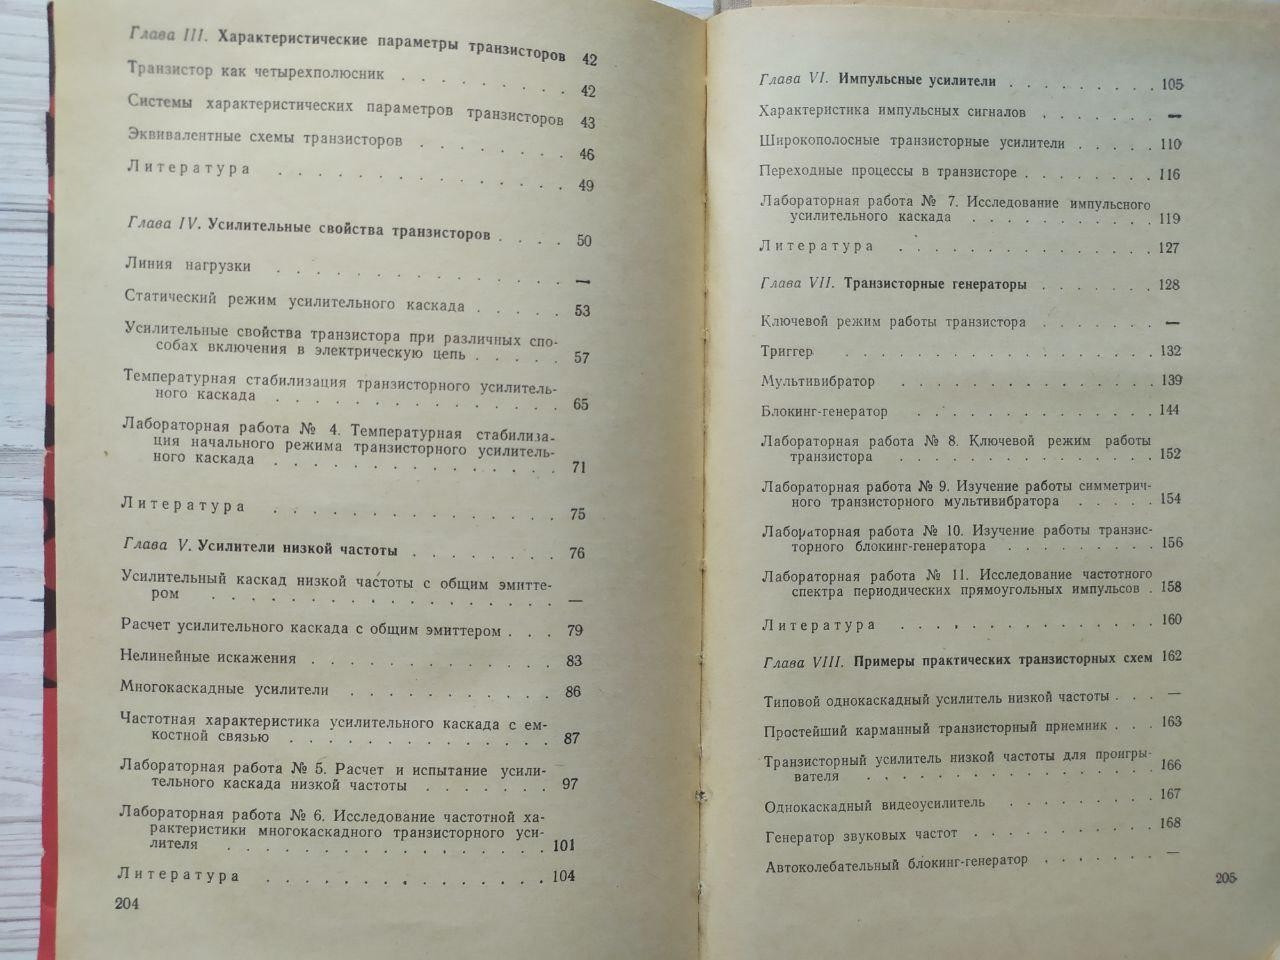 Глава III. Характеристические параметры транзисторов 42
Транзистор как четырехполюсник . . . . . . . . 42
Системы характеристических параметров транзисторов 43
Эквивалентные схемы транзисторов . . . . . . . 46
Литература . . . . . . . . . . . . . 49
Глава IV. Усилительные свойства транзисторов . . . . 50
Линия нагрузки . . . . . . . . . . . . . —
Статический режим усилительного каскада . . . . . 53
Усилительные свойства транзистора при различных спо-
собах включения в электрическую цепь . . . . . 57
Температурная стабилизация транзисторного усилитель-
ного каскада . . . . . . . . . . . . . 65
Лабораторная работа № 4. Температурная стабилиза-
ция начального режима транзисторного усилитель-
ного каскада . . . . . . . . . . . . . 71
Литература . . . . . . . . . . . . . 75
Глава V. Усилители низкой частоты . . . . . . . . 76
Усилительный каскад низкой частоты с общим эмитте-
ром . . . . . . . . . . . . . . . . —
Расчет усилительного каскада с общим эмиттером . . . 79
Нелинейные искажения . . . . . . . . . . . . 83
Многокаскадные усилители . . . . . . . . . . 86
Частотная характеристика усилительного каскада с ем-
костной связью . . . . . . . . . . . . . 87
Лабораторная работа № 5. Расчет и испытание усили-
тельного каскада низкой частоты . . . . . . . 97
Лабораторная работа № 6. Исследование частотной ха-
рактеристики многокаскадного транзисторного уси-
лителя . . . . . . . . . . . . . . . 101
Литература . . . . . . . . . . . . . 104
204
Глава VI. Импульсные усилители . . . . . . . . . 105
Характеристика импульсных сигналов . . . . . . . —
Широкополосные транзисторные усилители . . . . . 110
Переходные процессы в транзисторе . . . . . . . . 116
Лабораторная работа № 7. Исследование импульсного
усилительного каскада . . . . . . . . . . . 119
Литература . . . . . . . . . . . . . 127
Глава VII. Транзисторные генераторы . . . . . . . 128
Ключевой режим работы транзистора . . . . . . . —
Триггер . . . . . . . . . . . . . . . . . 132
Мультивибратор . . . . . . . . . . . . . . . 139
Блокинг-генератор . . . . . . . . . . . . . . 144
Лабораторная работа № 8. Ключевой режим работы
транзистора . . . . . . . . . . . . . . 152
Лабораторная работа № 9. Изучение работы симметрич-
ного транзисторного мультивибратора . . . . . 154
Лабораторная работа № 10. Изучение работы транзис-
торного блокинг-генератора . . . . . . . . . 156
Лабораторная работа № 11. Исследование частотного
спектра периодических прямоугольных импульсов . 158
Литература . . . . . . . . . . . . . 160
Глава VIII. Примеры практических транзисторных схем 162
Типовой однокаскадный усилитель низкой частоты . . . —
Простейший карманный транзисторный приемник . . . 163
Транзисторный усилитель низкой частоты для проигры-
вателя . . . . . . . . . . . . . . . . 166
Однокаскадный видеоусилитель . . . . . . . . . 167
Генератор звуковых частот . . . . . . . . . . . 168
Автоколебательный блокинг-генератор . . . . . . . —
205